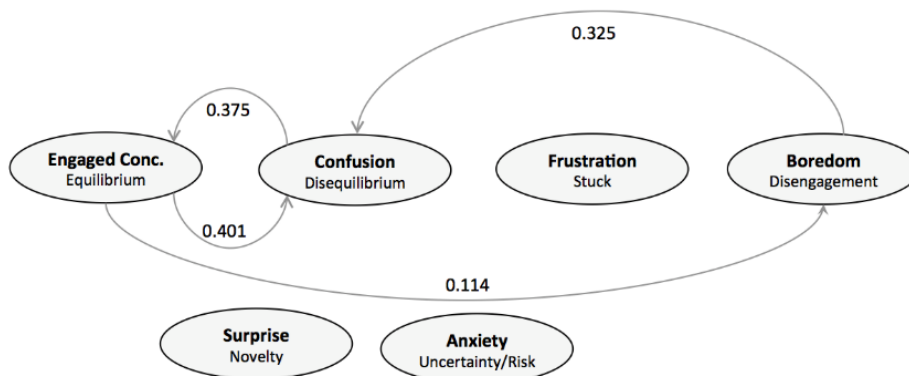 0.325
0.375
Engaged Conc.
Equilibrium
Confusion
Disequilibrium
Frustration
Stuck
Boredom
Disengagement
0.401
0.114
Surprise
Novelty
Anxiety
Uncertainty/Risk